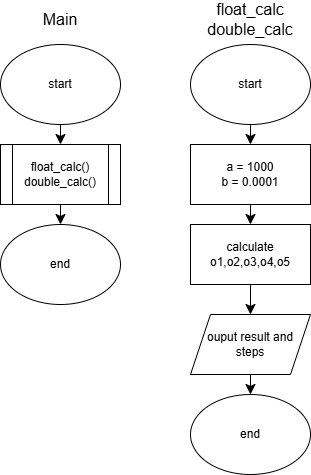 Main
start
float_calc()
double_calc()
end
float_calc
double_calc
start
a = 1000
b = 0.0001
calculate
o1,o2,o3,o4,o5
ouput result and
steps
end